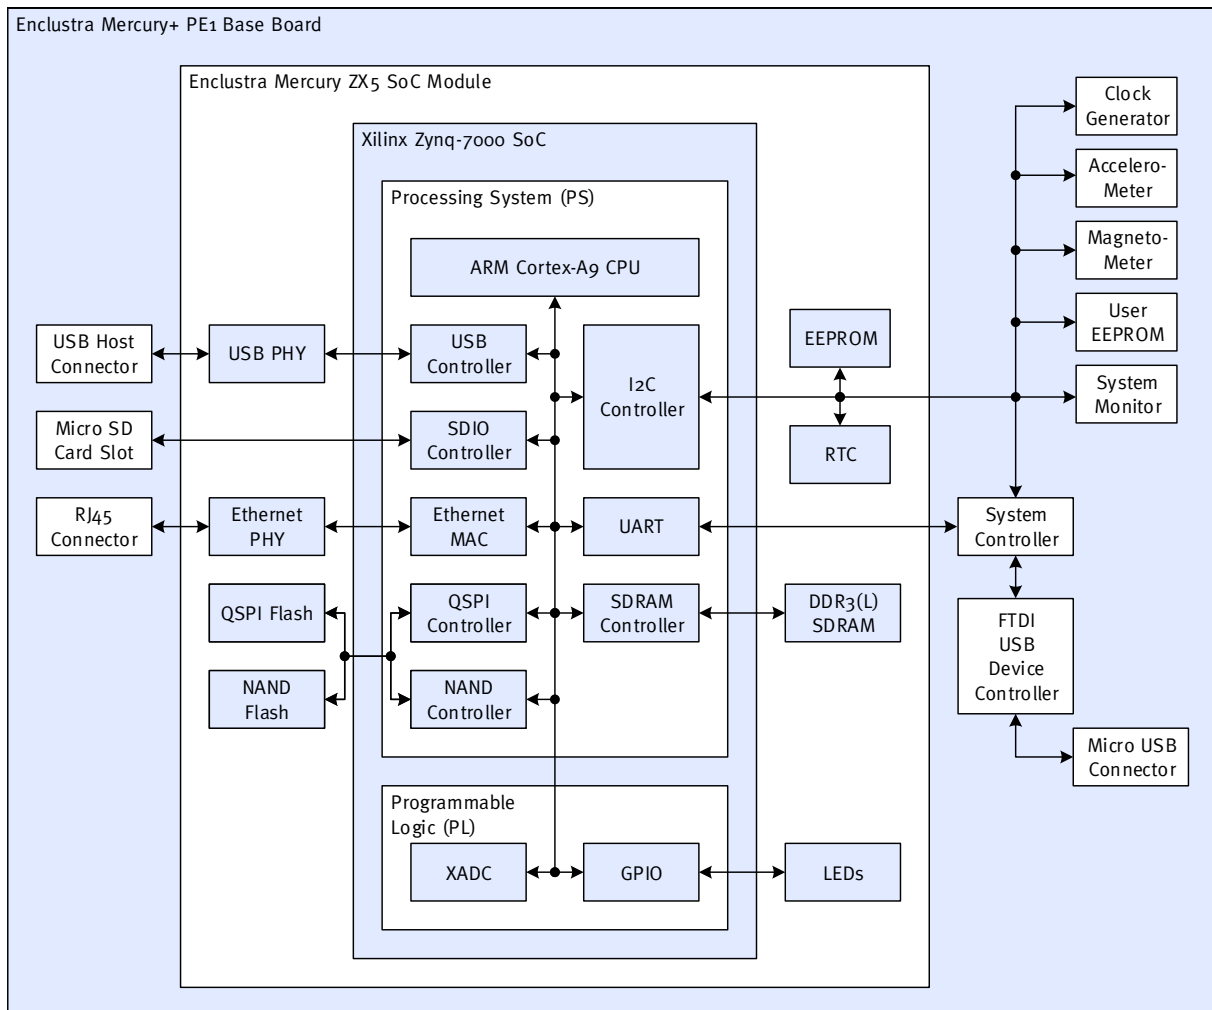 Enclustra Mercury+ PE1 Base Board
Enclustra Mercury ZX5 SoC Module
Xilinx Zynq-7000 SoC
Processing System (PS)
ARM Cortex-A9 CPU
USB Host
Connector
USB PHY
USB
Controller
I2C
Controller
EEPROM
RTC
Clock
Generator
Accelero-
Meter
Magneto-
Meter
User
EEPROM
System
Monitor
Micro SD
Card Slot
SDIO
Controller
RJ45
Connector
Ethernet
PHY
Ethernet
MAC
UART
System
Controller
QSPI Flash
QSPI
Controller
SDRAM
Controller
DDR3(L)
SDRAM
FTDI
USB
Device
Controller
NAND
Flash
NAND
Controller
Micro USB
Connector
Programmable
Logic (PL)
XADC
GPIO
LEDs